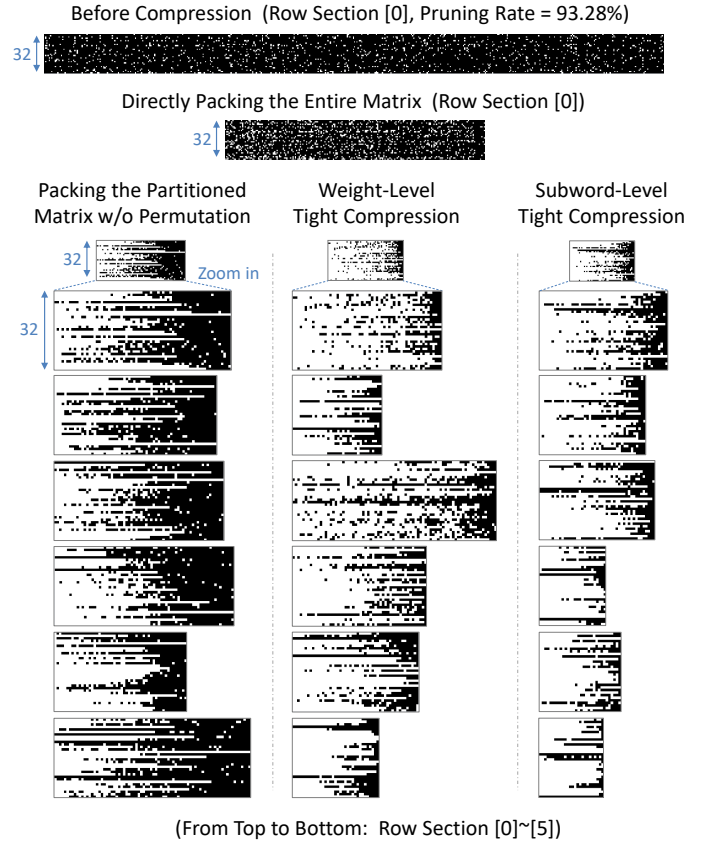 Before Compression (Row Section [0], Pruning Rate = 93.28%)
32
Directly Packing the Entire Matrix (Row Section [0])
32
Packing the Partitioned
Matrix w/o Permutation
Weight-Level
Tight Compression
Subword-Level
Tight Compression
32
Zoom in
32
(From Top to Bottom: Row Section [0]~[5])